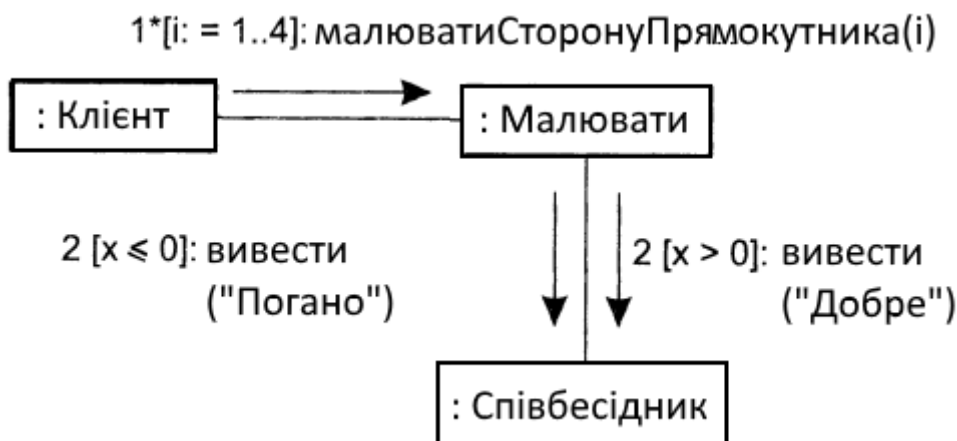 1*[i: = 1..4]: малюватиСторонуПрямокутника(i)
: Клієнт
: Малювати
2 [x ⩽ 0]: вивести
("Погано")
2 [x > 0]: вивести
("Добре")
: Співбесідник